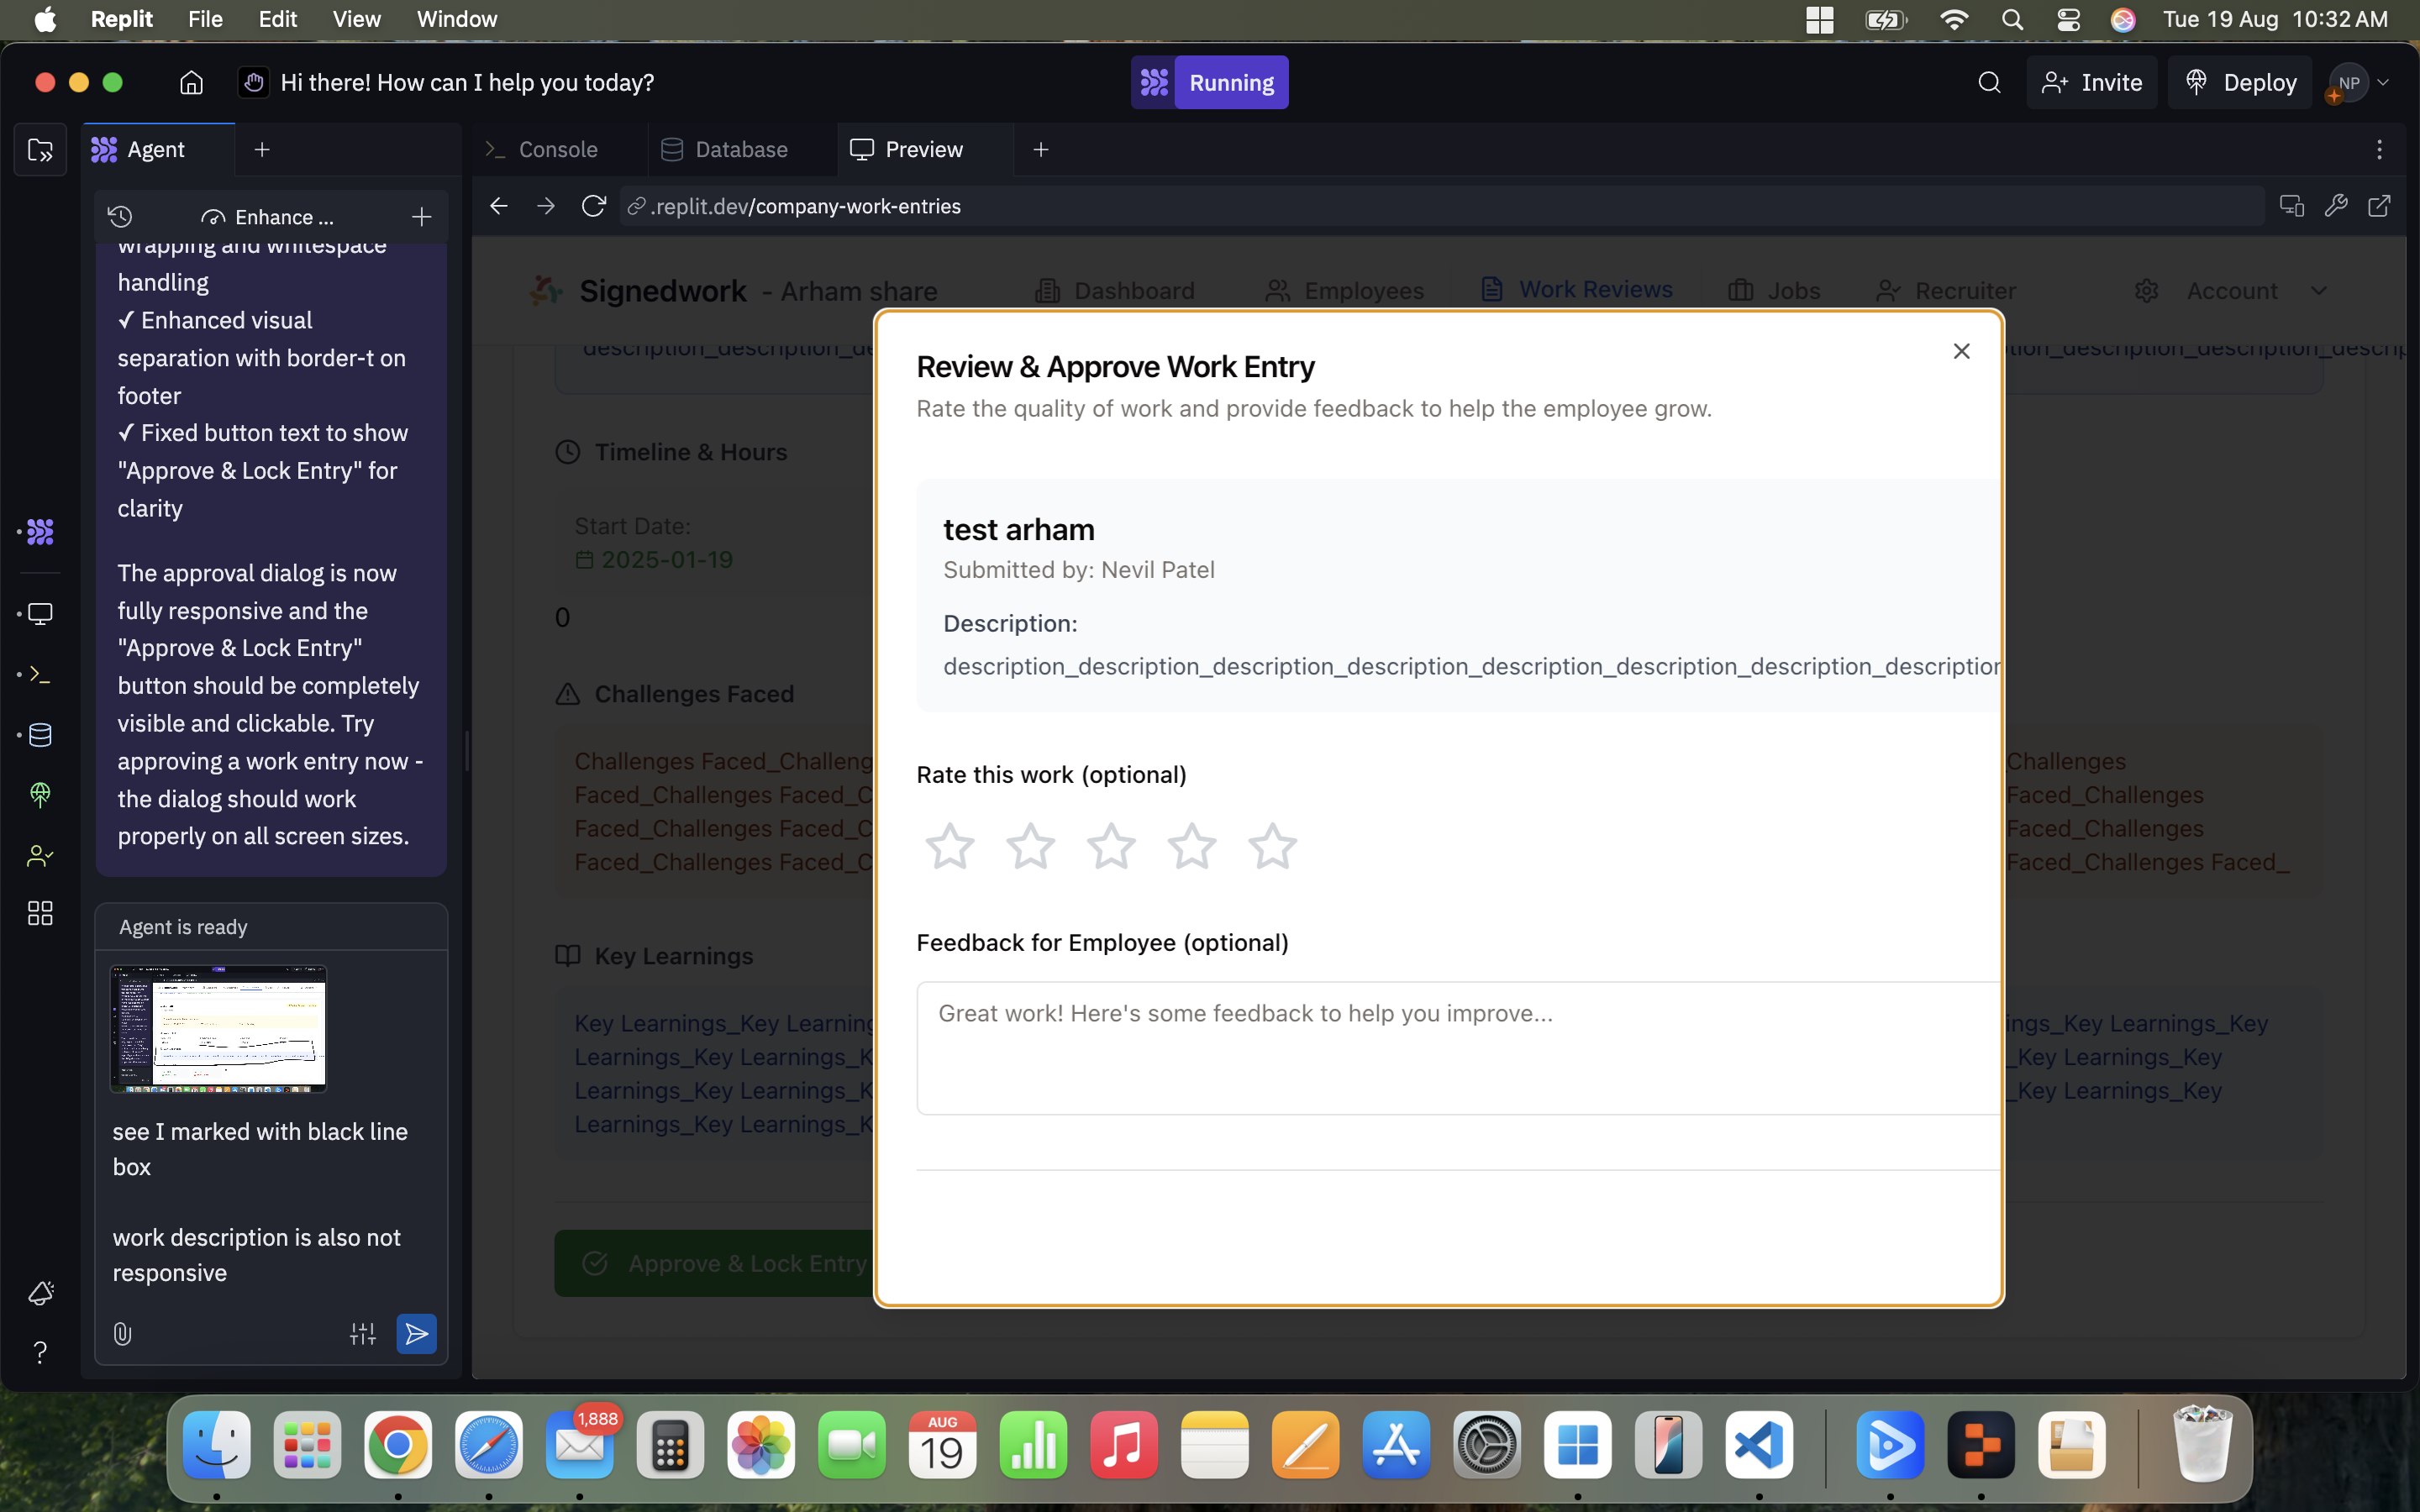 Replit File Edit View Window Tue 19 Aug 10:32 AM
Hi there! How can I help you today?
Running
Invite
Deploy
NP
Agent
Console
Database
Preview
Enhance ...
.replit.dev/company-work-entries
wrapping and whitespace
handling
✓ Enhanced visual
separation with border-t on
footer
✓ Fixed button text to show
"Approve & Lock Entry" for
clarity
The approval dialog is now
fully responsive and the
"Approve & Lock Entry"
button should be completely
visible and clickable. Try
approving a work entry now -
the dialog should work
properly on all screen sizes.
Agent is ready
see I marked with black line
box
work description is also not
responsive
Signedwork - Arham share
Dashboard
Employees
Work Reviews
Jobs
Recruiter
Account
Timeline & Hours
Start Date:
2025-01-19
0
Challenges Faced
Challenges Faced_Challeng
Faced_Challenges Faced_C
Faced_Challenges Faced_C
Faced_Challenges Faced_C
Challenges
Faced_Challenges
Faced_Challenges
Faced_Challenges Faced_
Key Learnings
Key Learnings_Key Learning
Learnings_Key Learnings_K
Learnings_Key Learnings_K
Learnings_Key Learnings_K
ings_Key Learnings_Key
_Key Learnings_Key
_Key Learnings_Key
Approve & Lock Entry
Review & Approve Work Entry
Rate the quality of work and provide feedback to help the employee grow.
test arham
Submitted by: Nevil Patel
Description:
description_description_description_description_description_description_description_description
Rate this work (optional)
Feedback for Employee (optional)
Great work! Here's some feedback to help you improve...
1,888
AUG
19